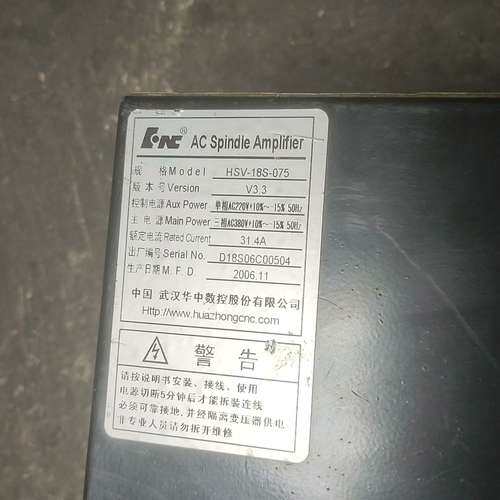 HNC® AC Spindle Amplifier
规 格Model HSV-18S-075
版 本 号Version V3.3
控制电源Aux Power 单相AC220V+10%~-15% 50Hz
主 电 源Main Power 三相AC380V+10%~-15% 50Hz
额定电流Rated Current 31.4A
出厂编号Serial No. D18S06C00504
生产日期M. F. D. 2006.11
中国 武汉华中数控股份有限公司
Http://www.huazhongcnc.com
警 告
请按说明书安装、接线、使用
电源切断5分钟后才能拆装连线
必须可靠接地,并经隔离变压器供电
非专业人员请勿拆开维修